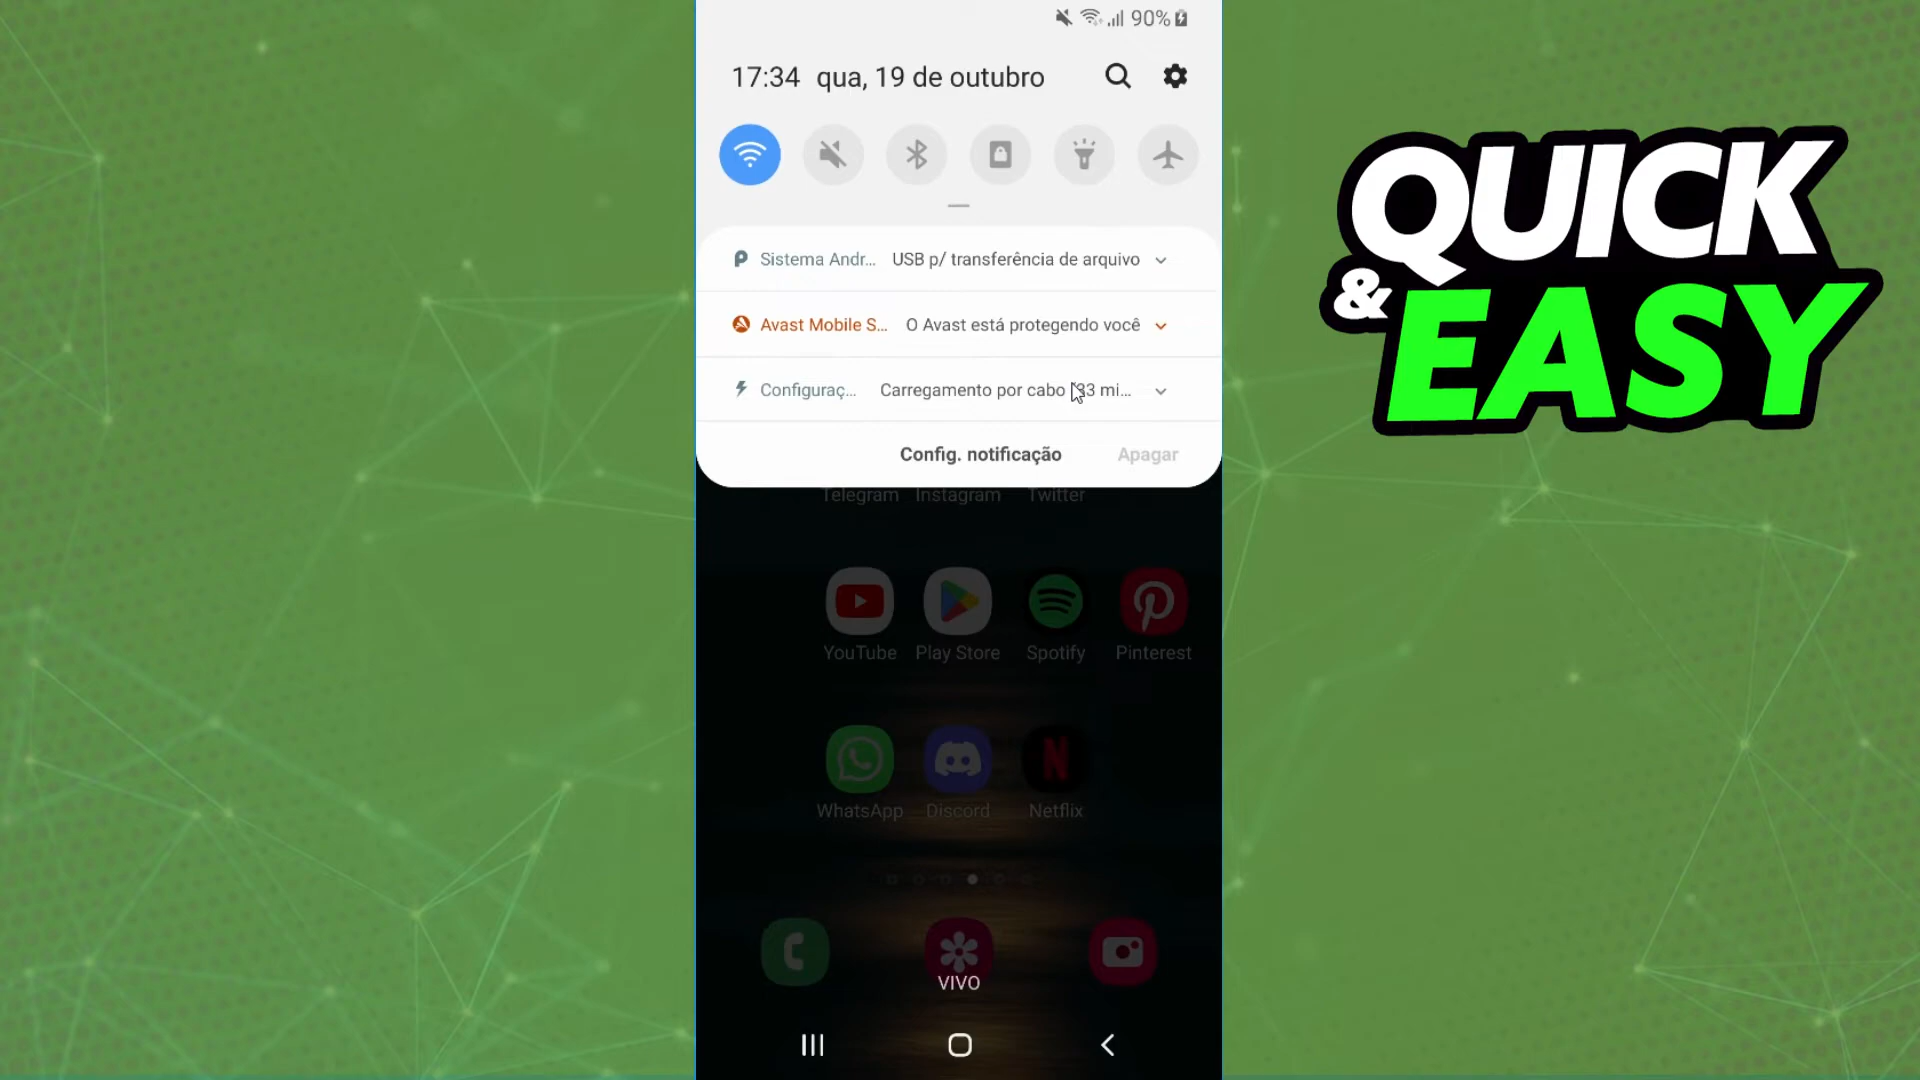 90%
17:34 qua, 19 de outubro
Sistema Andr... USB p/ transferência de arquivo
Avast Mobile S... O Avast está protegendo você
Configuraç... Carregamento por cabo (33 mi...
Config. notificação Apagar
Telegram Instagram Twitter
YouTube Play Store Spotify Pinterest
WhatsApp Discord Netflix
VIVO
QUICK
& EASY